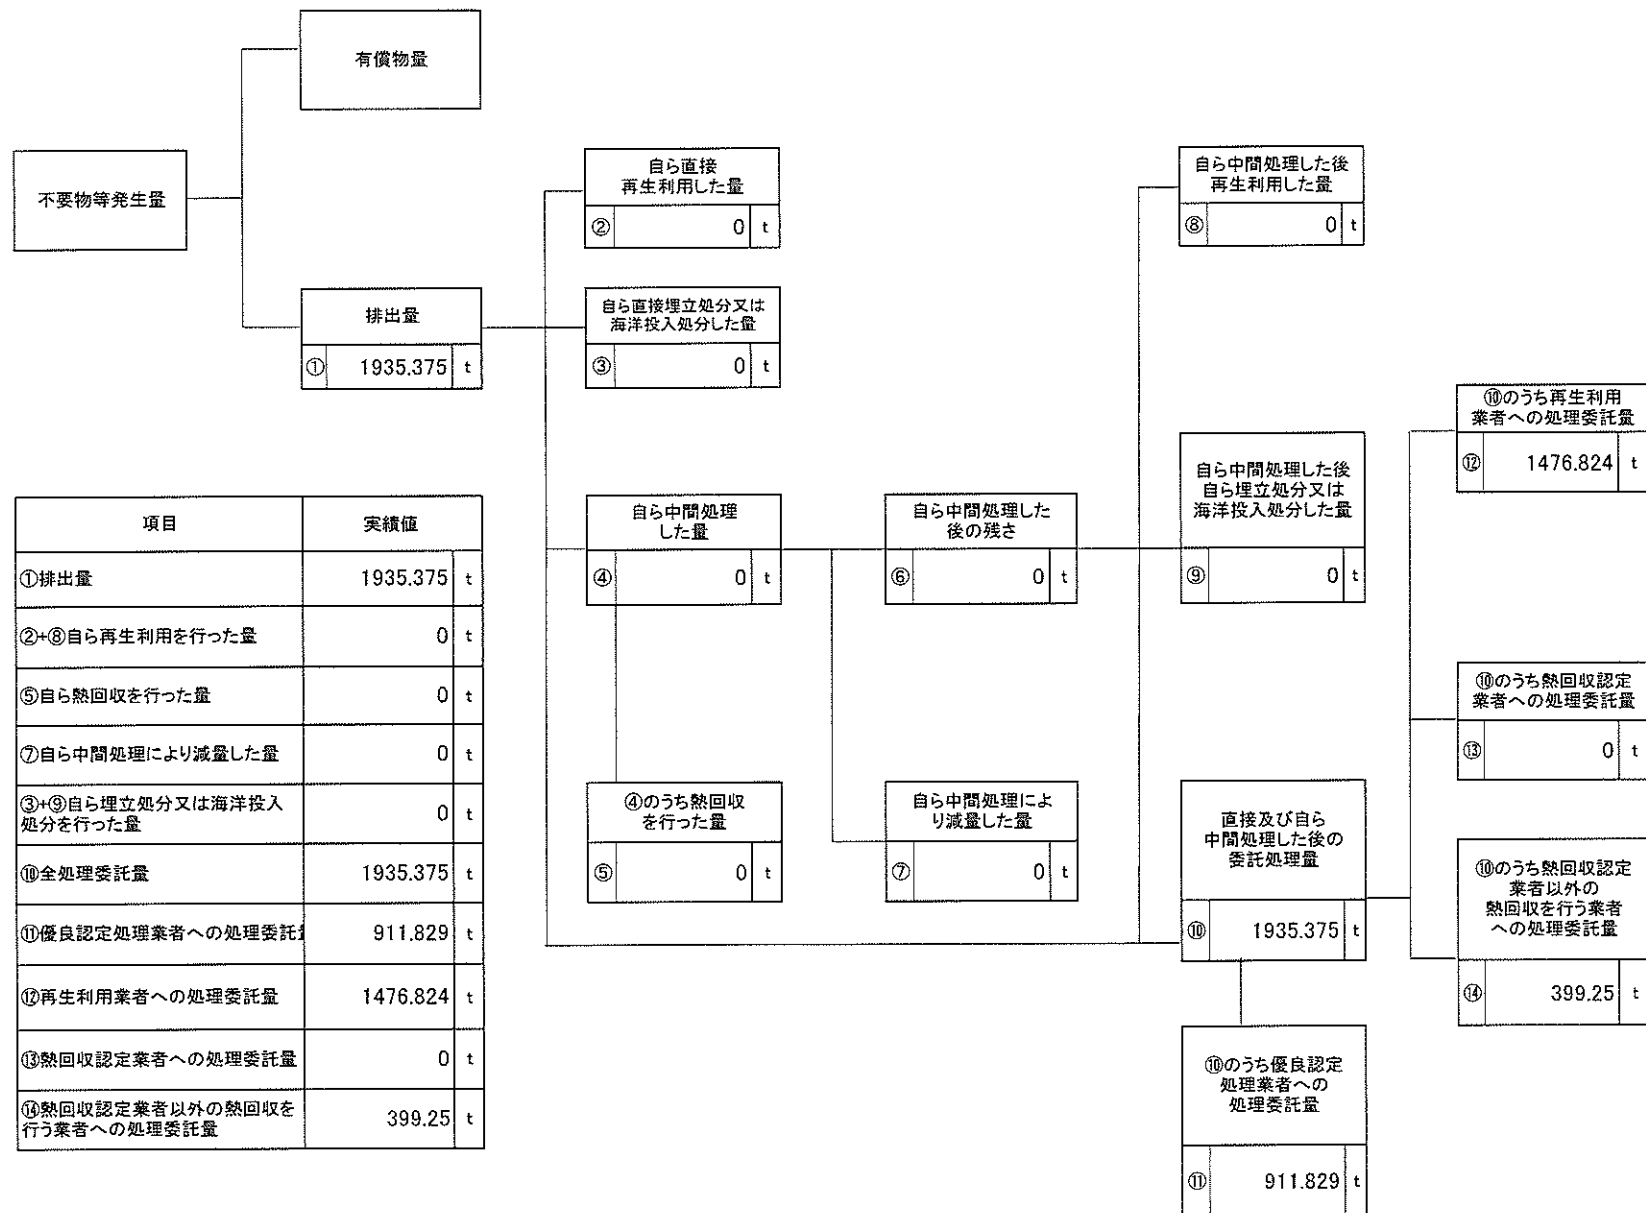 有償物量
不要物等発生量
排出量
① 1935.375 t
自ら直接
再生利用した量
② 0 t
自ら直接埋立処分又は
海洋投入処分した量
③ 0 t
自ら中間処理
した量
④ 0 t
④のうち熱回収
を行った量
⑤ 0 t
自ら中間処理した
後の残さ
⑥ 0 t
自ら中間処理によ
り減量した量
⑦ 0 t
自ら中間処理した後
再生利用した量
⑧ 0 t
自ら中間処理した後
自ら埋立処分又は
海洋投入処分した量
⑨ 0 t
直接及び自ら
中間処理した後の
委託処理量
⑩ 1935.375 t
⑩のうち優良認定
処理業者への
処理委託量
⑪ 911.829 t
⑩のうち再生利用
業者への処理委託量
⑫ 1476.824 t
⑩のうち熱回収認定
業者への処理委託量
⑬ 0 t
⑩のうち熱回収認定
業者以外の
熱回収を行う業者
への処理委託量
⑭ 399.25 t
項目 実績値
①排出量 1935.375 t
②+⑧自ら再生利用を行った量 0 t
⑤自ら熱回収を行った量 0 t
⑦自ら中間処理により減量した量 0 t
③+⑨自ら埋立処分又は海洋投入
処分を行った量 0 t
⑩全処理委託量 1935.375 t
⑪優良認定処理業者への処理委託 911.829 t
⑫再生利用業者への処理委託量 1476.824 t
⑬熱回収認定業者への処理委託量 0 t
⑭熱回収認定業者以外の熱回収を
行う業者への処理委託量 399.25 t